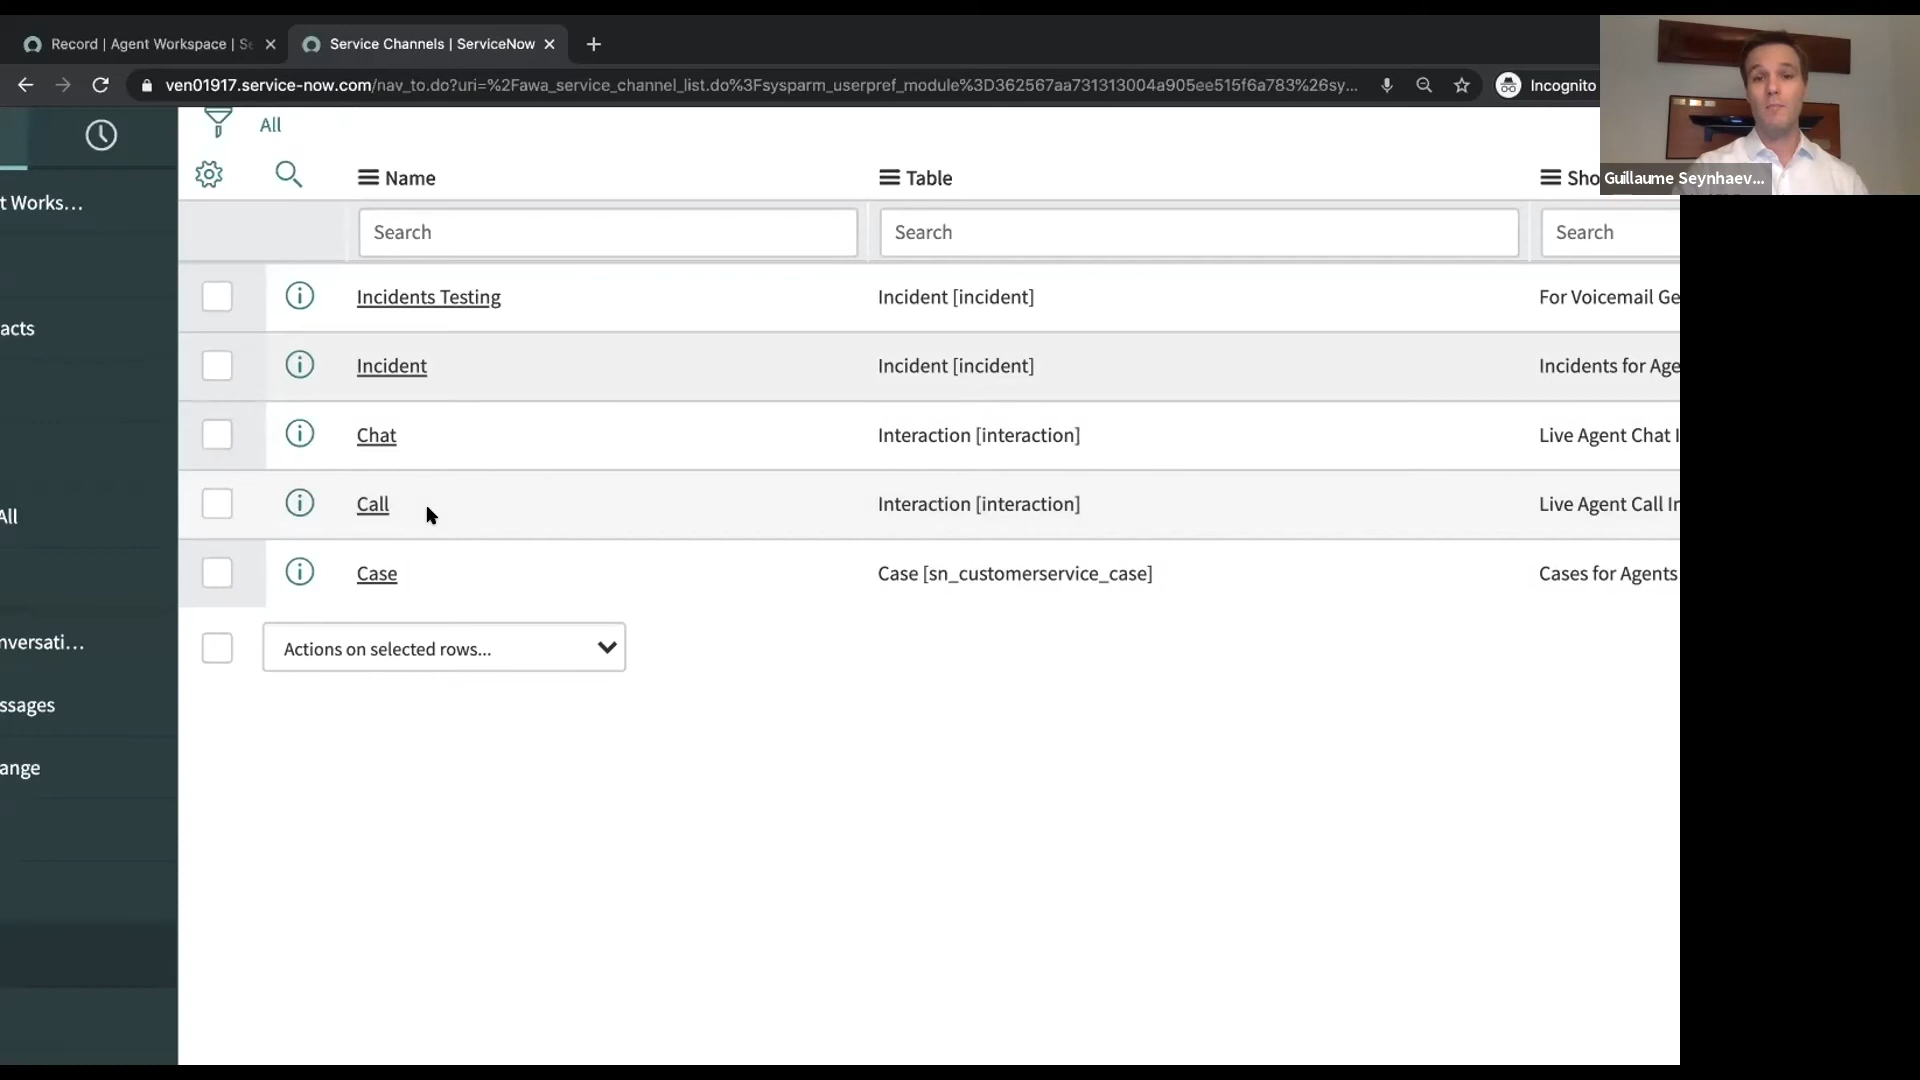 Record | Agent Workspace | Se
Service Channels | ServiceNow
ven01917.service-now.com/nav_to.do?uri=%2Fawa_service_channel_list.do%3Fsysparm_userpref_module%3D362567aa731313004a905ee515f6a783%26sy...
Incognito
Guillaume Seynhaev...
All
Name
Table
Sho
Search
Search
Search
Incidents Testing
Incident [incident]
For Voicemail Ge
Incident
Incident [incident]
Incidents for Age
Chat
Interaction [interaction]
Live Agent Chat I
Call
Interaction [interaction]
Live Agent Call Ir
Case
Case [sn_customerservice_case]
Cases for Agents
Actions on selected rows...
t Works...
acts
All
nversati...
ssages
ange